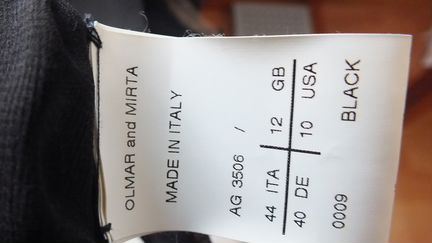 OLMAR and MIRTA
MADE IN ITALY
AG 3506 /
44 ITA 12 GB
40 DE 10 USA
0009 BLACK